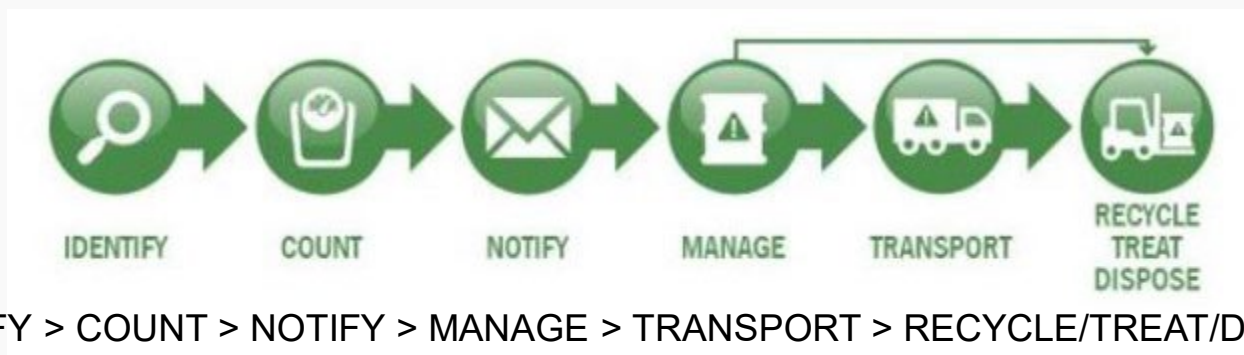 IDENTIFY
COUNT
NOTIFY
MANAGE
TRANSPORT
RECYCLE
TREAT
DISPOSE
FY > COUNT > NOTIFY > MANAGE > TRANSPORT > RECYCLE/TREAT/D